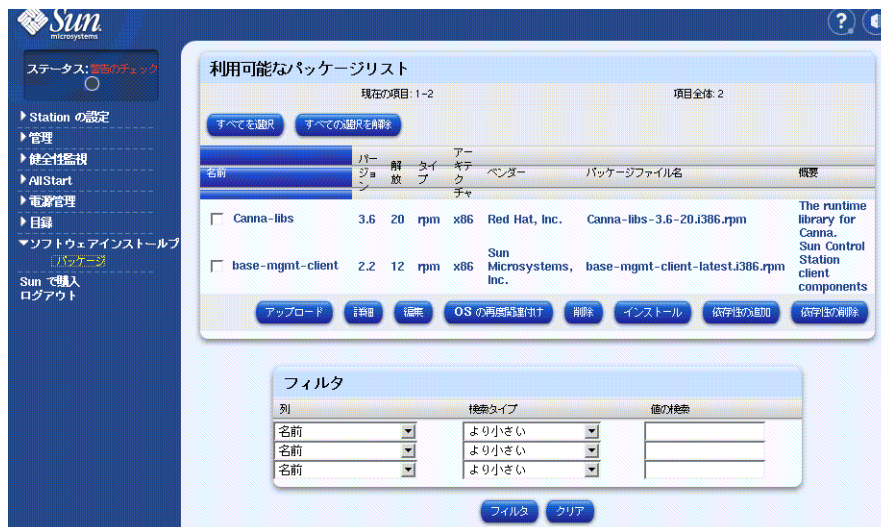 Sun
microsystems
?
ステータス:警告のチェック
Station の設定
管理
健全性監視
AllStart
電源管理
目録
ソフトウェアインストールプ
パッケージ
Sun で購入
ログアウト
利用可能なパッケージリスト
現在の項目: 1-2
項目全体: 2
すべてを選択
すべての選択を解除
名前
バージョン
解放
タイプ
アーキテクチャ
ベンダー
パッケージファイル名
概要
Canna-libs 3.6 20 rpm x86 Red Hat, Inc. Canna-libs-3.6-20.i386.rpm The runtime library for Canna.
base-mgmt-client 2.2 12 rpm x86 Sun Microsystems, Inc. base-mgmt-client-latest.i386.rpm Sun Control Station client components
アップロード
詳細
編集
OS の再度関連付け
削除
インストール
依存性の追加
依存性の削除
フィルタ
列 検索タイプ 値の検索
名前 より小さい
名前 より小さい
名前 より小さい
フィルタ
クリア